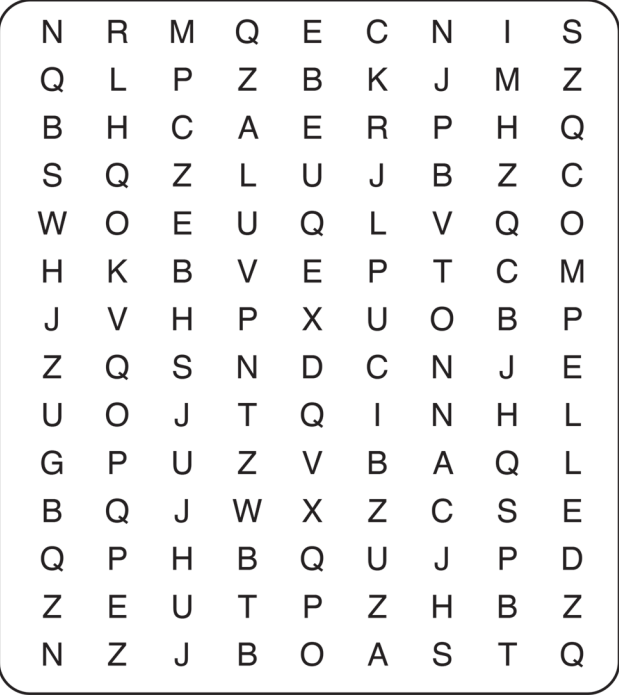 N R M Q E C N I S
Q L P Z B K J M Z
B H C A E R P H Q
S Q Z L U J B Z C
W O E U Q L V Q O
H K B V E P T C M
J V H P X U O B P
Z Q S N D C N J E
U O J T Q I N H L
G P U Z V B A Q L
B Q J W X Z C S E
Q P H B Q U J P D
Z E U T P Z H B Z
N Z J B O A S T Q